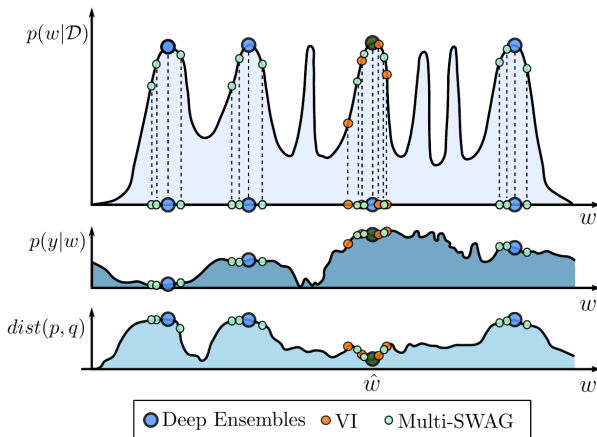 p(w|𝒟)
w
p(y|w)
w
dist(p, q)
ŵ
w
Deep Ensembles VI Multi-SWAG